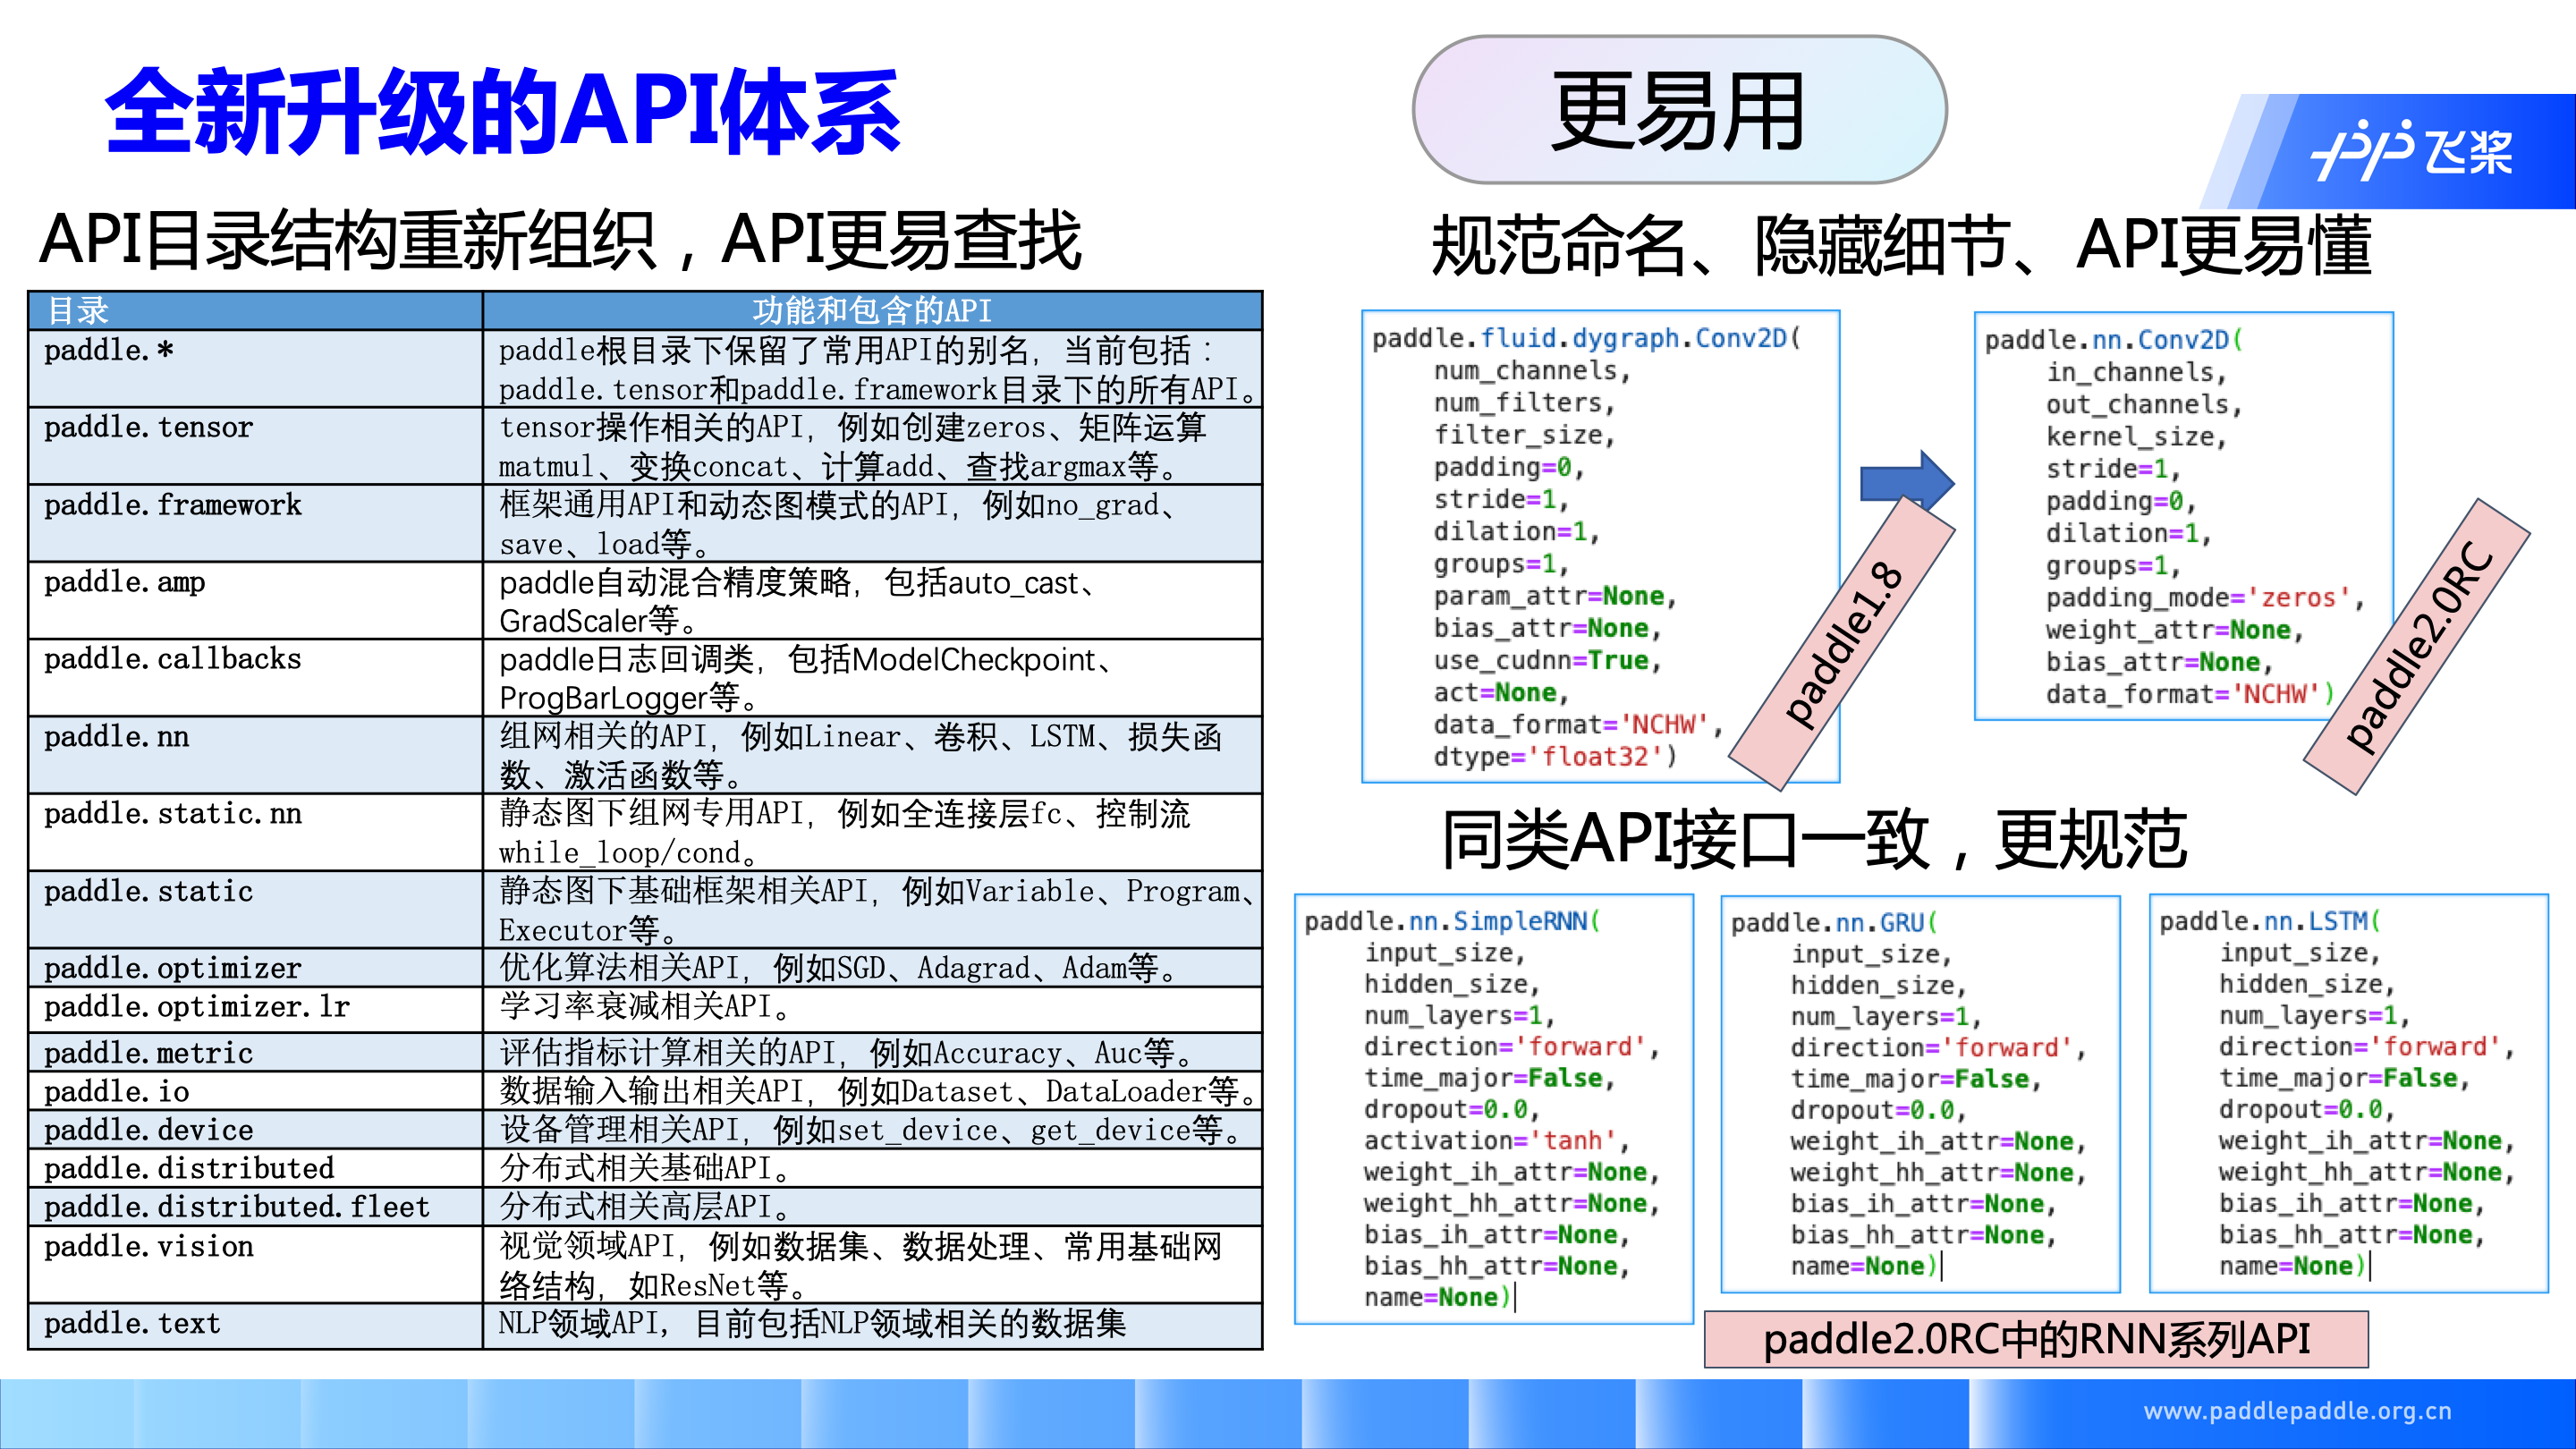 全新升级的API体系
更易用
飞桨
API目录结构重新组织，API更易查找
目录 功能和包含的API
paddle.* paddle根目录下保留了常用API的别名，当前包括：
paddle.tensor和paddle.framework目录下的所有API。
paddle.tensor tensor操作相关的API，例如创建zeros、矩阵运算
matmul、变换concat、计算add、查找argmax等。
paddle.framework 框架通用API和动态图模式的API，例如no_grad、
save、load等。
paddle.amp paddle自动混合精度策略，包括auto_cast、
GradScaler等。
paddle.callbacks paddle日志回调类，包括ModelCheckpoint、
ProgBarLogger等。
paddle.nn 组网相关的API，例如Linear、卷积、LSTM、损失函
数、激活函数等。
paddle.static.nn 静态图下组网专用API，例如全连接层fc、控制流
while_loop/cond。
paddle.static 静态图下基础框架相关API，例如Variable、Program、
Executor等。
paddle.optimizer 优化算法相关API，例如SGD、Adagrad、Adam等。
paddle.optimizer.lr 学习率衰减相关API。
paddle.metric 评估指标计算相关的API，例如Accuracy、Auc等。
paddle.io 数据输入输出相关API，例如Dataset、DataLoader等。
paddle.device 设备管理相关API，例如set_device、get_device等。
paddle.distributed 分布式相关基础API。
paddle.distributed.fleet 分布式相关高层API。
paddle.vision 视觉领域API，例如数据集、数据处理、常用基础网
络结构，如ResNet等。
paddle.text NLP领域API, 目前包括NLP领域相关的数据集
规范命名、隐藏细节、API更易懂
paddle.fluid.dygraph.Conv2D(
num_channels,
num_filters,
filter_size,
padding=0,
stride=1,
dilation=1,
groups=1,
param_attr=None,
bias_attr=None,
use_cudnn=True,
act=None,
data_format='NCHW',
dtype='float32')
paddle1.8
paddle.nn.Conv2D(
in_channels,
out_channels,
kernel_size,
stride=1,
padding=0,
dilation=1,
groups=1,
padding_mode='zeros',
weight_attr=None,
bias_attr=None,
data_format='NCHW')
paddle2.0RC
同类API接口一致，更规范
paddle.nn.SimpleRNN(
input_size,
hidden_size,
num_layers=1,
direction='forward',
time_major=False,
dropout=0.0,
activation='tanh',
weight_ih_attr=None,
weight_hh_attr=None,
bias_ih_attr=None,
bias_hh_attr=None,
name=None)
paddle.nn.GRU(
input_size,
hidden_size,
num_layers=1,
direction='forward',
time_major=False,
dropout=0.0,
weight_ih_attr=None,
weight_hh_attr=None,
bias_ih_attr=None,
bias_hh_attr=None,
name=None)
paddle.nn.LSTM(
input_size,
hidden_size,
num_layers=1,
direction='forward',
time_major=False,
dropout=0.0,
weight_ih_attr=None,
weight_hh_attr=None,
bias_ih_attr=None,
bias_hh_attr=None,
name=None)
paddle2.0RC中的RNN系列API
www.paddlepaddle.org.cn